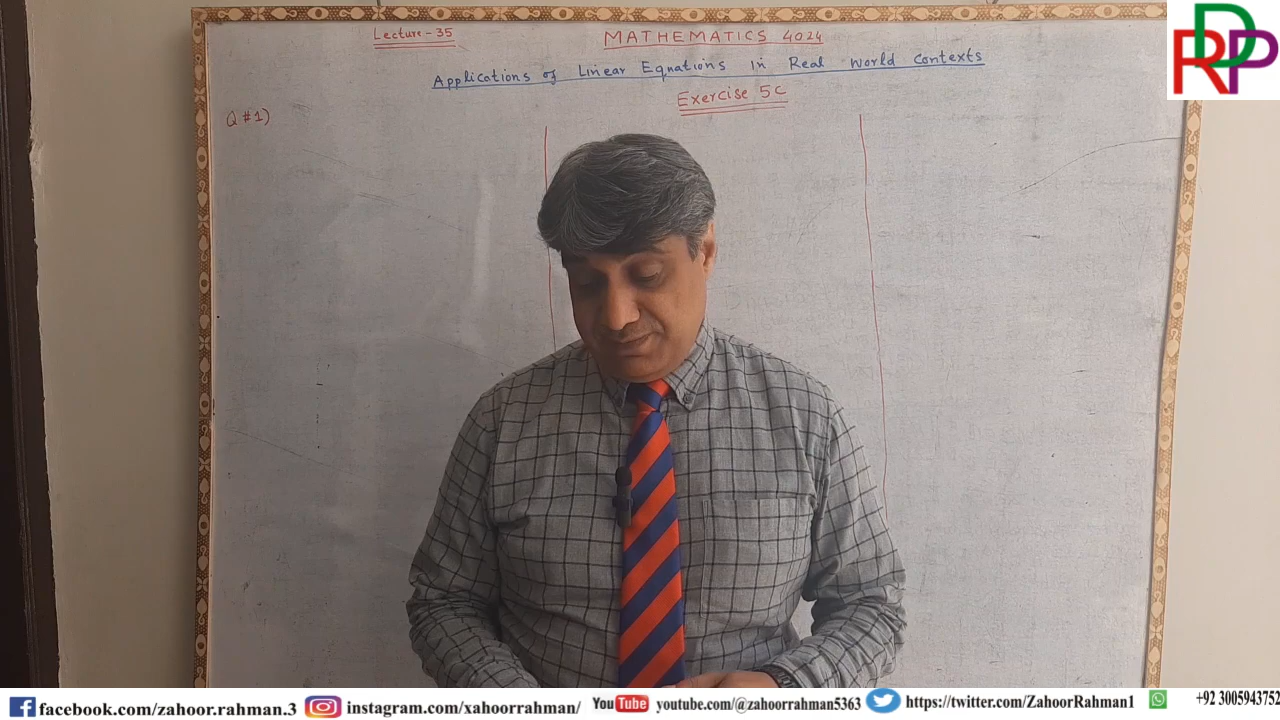 Lecture-35
MATHEMATICS 4024
Applications of Linear Equations in Real World Contexts
Exercise 5C
Q #1)
RDP
facebook.com/zahoor.rahman.3
instagram.com/xahoorrahman/
YouTube youtube.com/@zahoorrahman5363
https://twitter.com/ZahoorRahman1
+92 3005943752